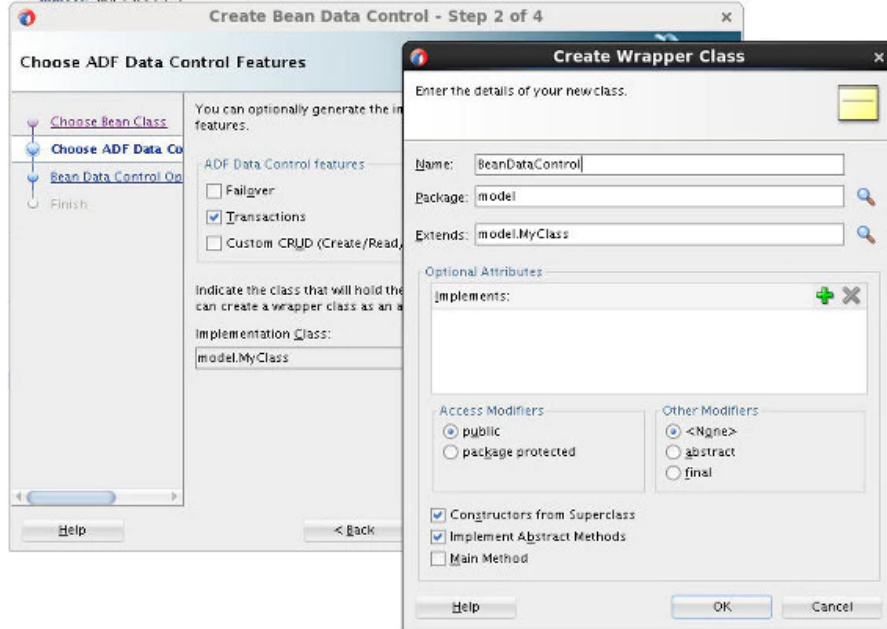 Create Bean Data Control - Step 2 of 4
Choose ADF Data Control Features
Choose Bean Class
Choose ADF Data Co
Bean Data Control Op
Finish
You can optionally generate the in
features.
ADF Data Control features
Failover
Transactions
Custom CRUD (Create/Read,
Indicate the class that will hold the
can create a wrapper class as an a
Implementation Class:
model.MyClass
Help
< Back
Create Wrapper Class
Enter the details of your new class.
Name: BeanDataControl
Package: model
Extends: model.MyClass
Optional Attributes
Implements:
Access Modifiers
public
package protected
Other Modifiers
<None>
abstract
final
Constructors from Superclass
Implement Abstract Methods
Main Method
Help
OK
Cancel